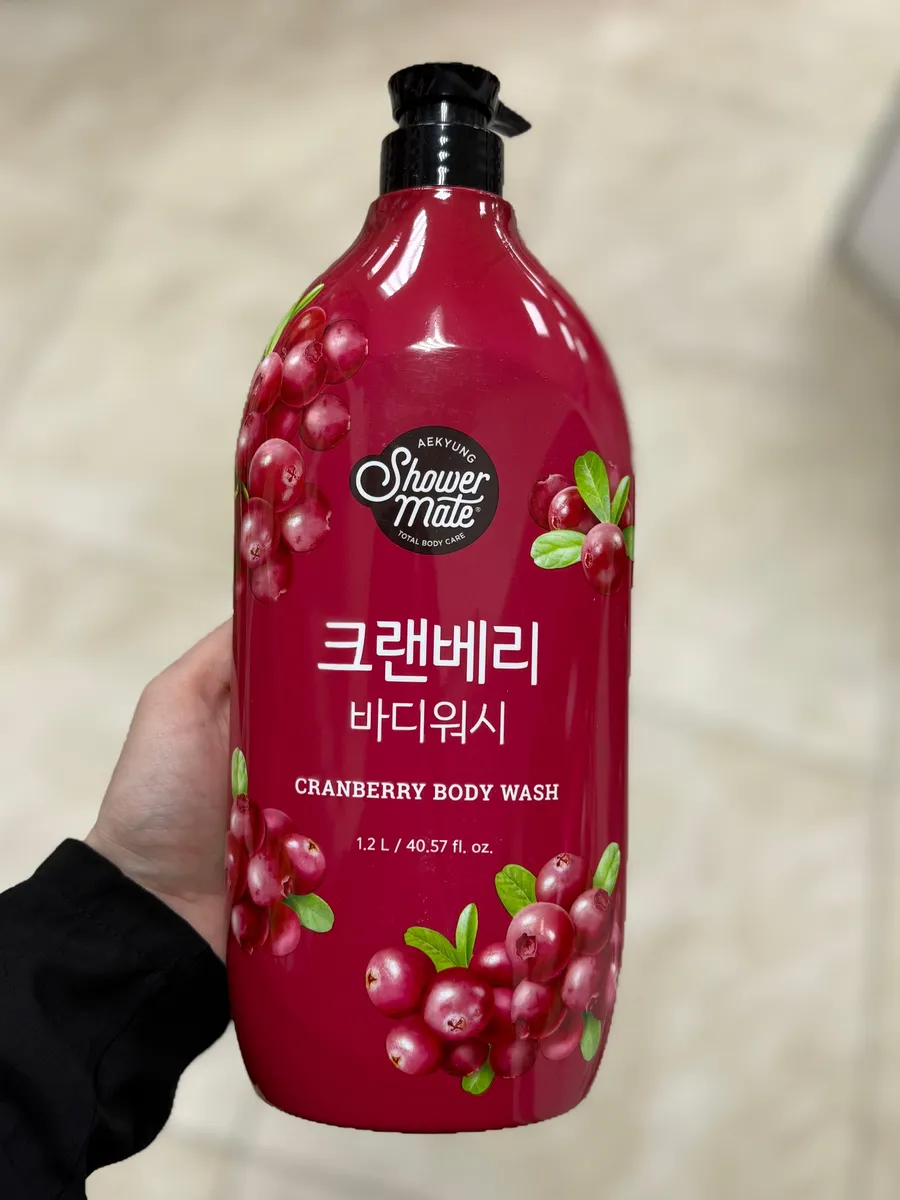 AEKYUNG
Shower
Mate®
TOTAL BODY CARE
크랜베리
바디워시
CRANBERRY BODY WASH
1.2 L / 40.57 fl. oz.